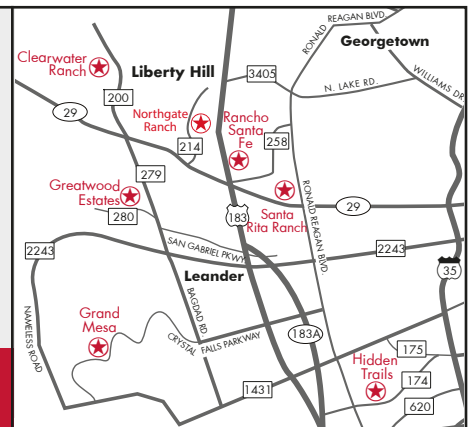 RONALD
REAGAN BLVD
Georgetown
Clearwater
Ranch
Liberty Hill
3405
N. LAKE RD.
WILLIAMS DR.
200
29
Northgate
Ranch
Rancho
Santa
Fe
214
258
279
Greatwood
Estates
280
183
Santa
Rita Ranch
RONALD REAGAN BLVD.
29
SAN GABRIEL PKWY
2243
2243
Leander
35
NAMELESS ROAD
Grand
Mesa
BAGDAD RD
CRYSTAL FALLS PARKWAY
183A
Hidden
Trails
175
174
1431
620